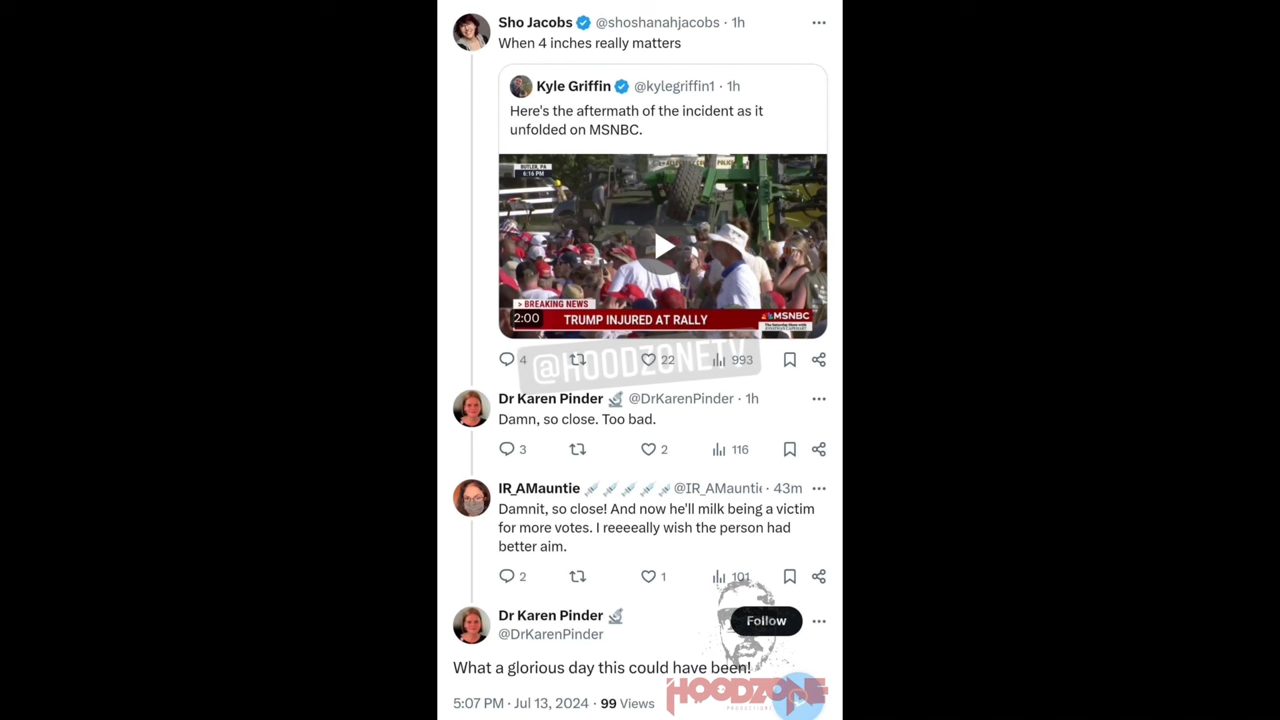 Sho Jacobs @shoshanahjacobs · 1h
When 4 inches really matters
Kyle Griffin @kylegriffin1 · 1h
Here's the aftermath of the incident as it
unfolded on MSNBC.
BUTLER, PA
6:16 PM
> BREAKING NEWS
2:00 TRUMP INJURED AT RALLY
MSNBC
@HOODZONETV
4 22 993
Dr Karen Pinder 🔬 @DrKarenPinder · 1h
Damn, so close. Too bad.
3 2 116
IR_AMauntie 💉💉💉💉💉 @IR_AMauntie · 43m
Damnit, so close! And now he'll milk being a victim
for more votes. I reeeeally wish the person had
better aim.
2 1 101
Dr Karen Pinder 🔬
@DrKarenPinder
Follow
What a glorious day this could have been!
5:07 PM · Jul 13, 2024 · 99 Views
HOODZONE
PRODUCTIONS